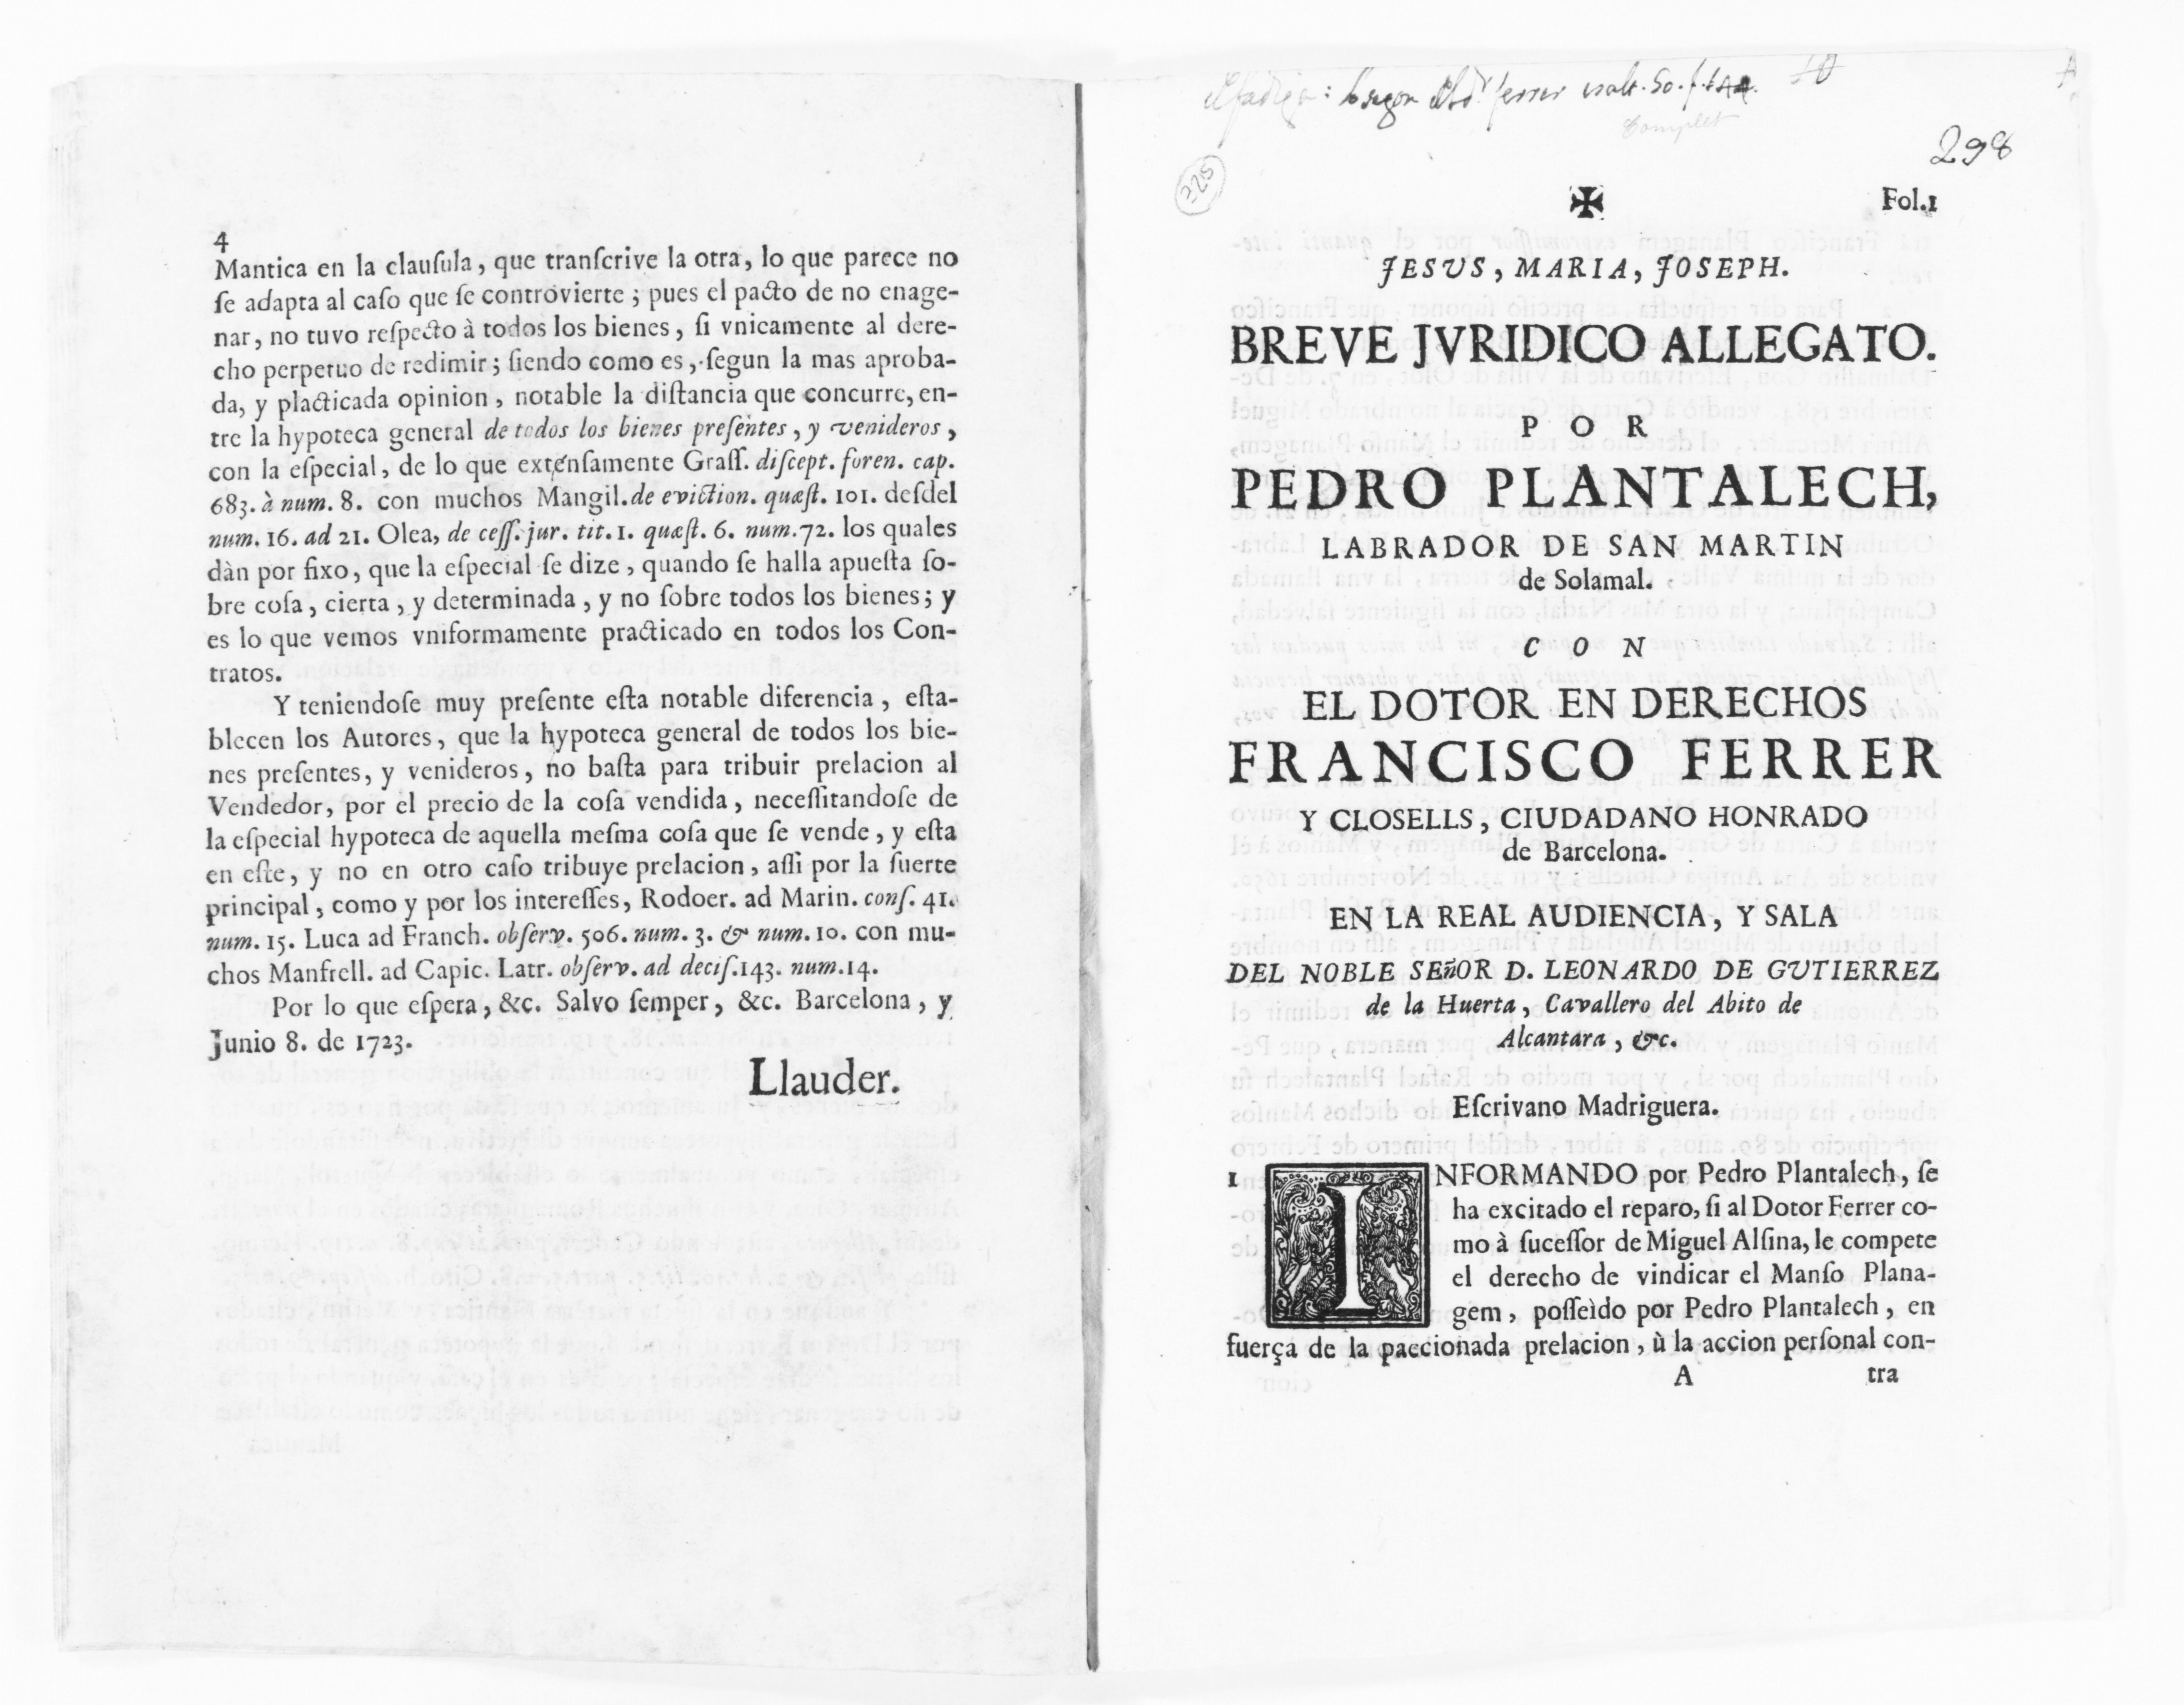 4
Mantica en la clauſula, que tranſcrive la otra, lo que parece no
ſe adapta al caſo que ſe controvierte; pues el pacto de no enage-
nar, no tuvo reſpecto à todos los bienes, ſi vnicamente al dere-
cho perpetuo de redimir; ſiendo como es, ſegun la mas aproba-
da, y placticada opinion, notable la diſtancia que concurre, en-
tre la hypoteca general de todos los bienes preſentes, y venideros,
con la eſpecial, de lo que extenſamente Graſſ. diſcept. foren. cap.
683. à num. 8. con muchos Mangil. de eviction. quæſt. 101. deſdel
num. 16. ad 21. Olea, de ceſſ. jur. tit. 1. quæſt. 6. num. 72. los quales
dàn por fixo, que la eſpecial ſe dize, quando ſe halla apueſta ſo-
bre coſa, cierta, y determinada, y no ſobre todos los bienes; y
es lo que vemos vniformamente practicado en todos los Con-
tratos.
Y teniendoſe muy preſente eſta notable diferencia, eſta-
blecen los Autores, que la hypoteca general de todos los bie-
nes preſentes, y venideros, no baſta para tribuir prelacion al
Vendedor, por el precio de la coſa vendida, neceſſitandoſe de
la eſpecial hypoteca de aquella meſma coſa que ſe vende, y eſta
en eſte, y no en otro caſo tribuye prelacion, aſſi por la ſuerte
principal, como y por los intereſſes, Rodoer. ad Marin. conſ. 41.
num. 15. Luca ad Franch. obſerv. 506. num. 3. & num. 10. con mu-
chos Manfrell. ad Capic. Latr. obſerv. ad deciſ. 143. num. 14.
Por lo que eſpera, &c. Salvo ſemper, &c. Barcelona, y
Junio 8. de 1723.
Llauder.
298
325
✠
Fol.1
JESUS, MARIA, JOSEPH.
BREVE JVRIDICO ALLEGATO.
P O R
PEDRO PLANTALECH,
LABRADOR DE SAN MARTIN
de Solamal.
C O N
EL DOTOR EN DERECHOS
FRANCISCO FERRER
Y CLOSELLS, CIUDADANO HONRADO
de Barcelona.
EN LA REAL AUDIENCIA, Y SALA
DEL NOBLE SEñOR D. LEONARDO DE GVTIERREZ
de la Huerta, Cavallero del Abito de
Alcantara, &c.
Eſcrivano Madriguera.
1 INFORMANDO por Pedro Plantalech, ſe
ha excitado el reparo, ſi al Dotor Ferrer co-
mo à ſuceſſor de Miguel Alſina, le compete
el derecho de vindicar el Manſo Plana-
gem, poſſeìdo por Pedro Plantalech, en
fuerça de la paccionada prelacion, ù la accion perſonal con-
A tra